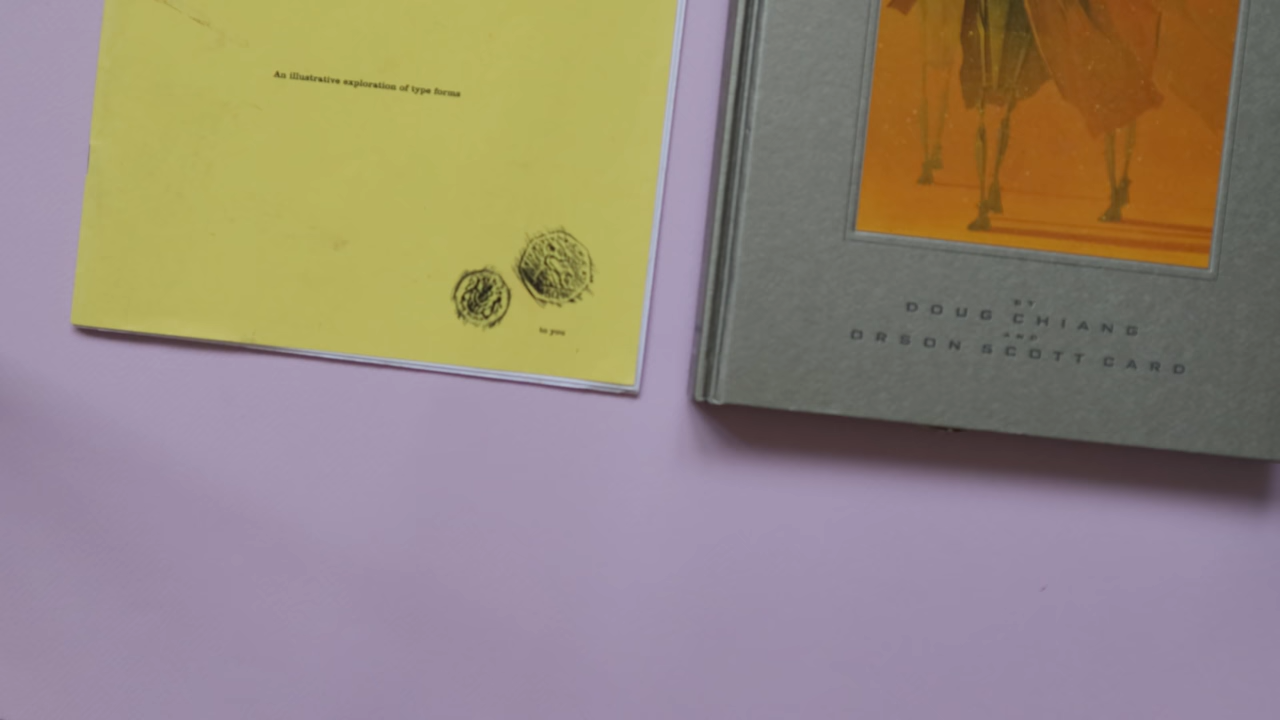 An illustrative exploration of type forms
to you
BY
DOUG CHIANG
AND
ORSON SCOTT CARD